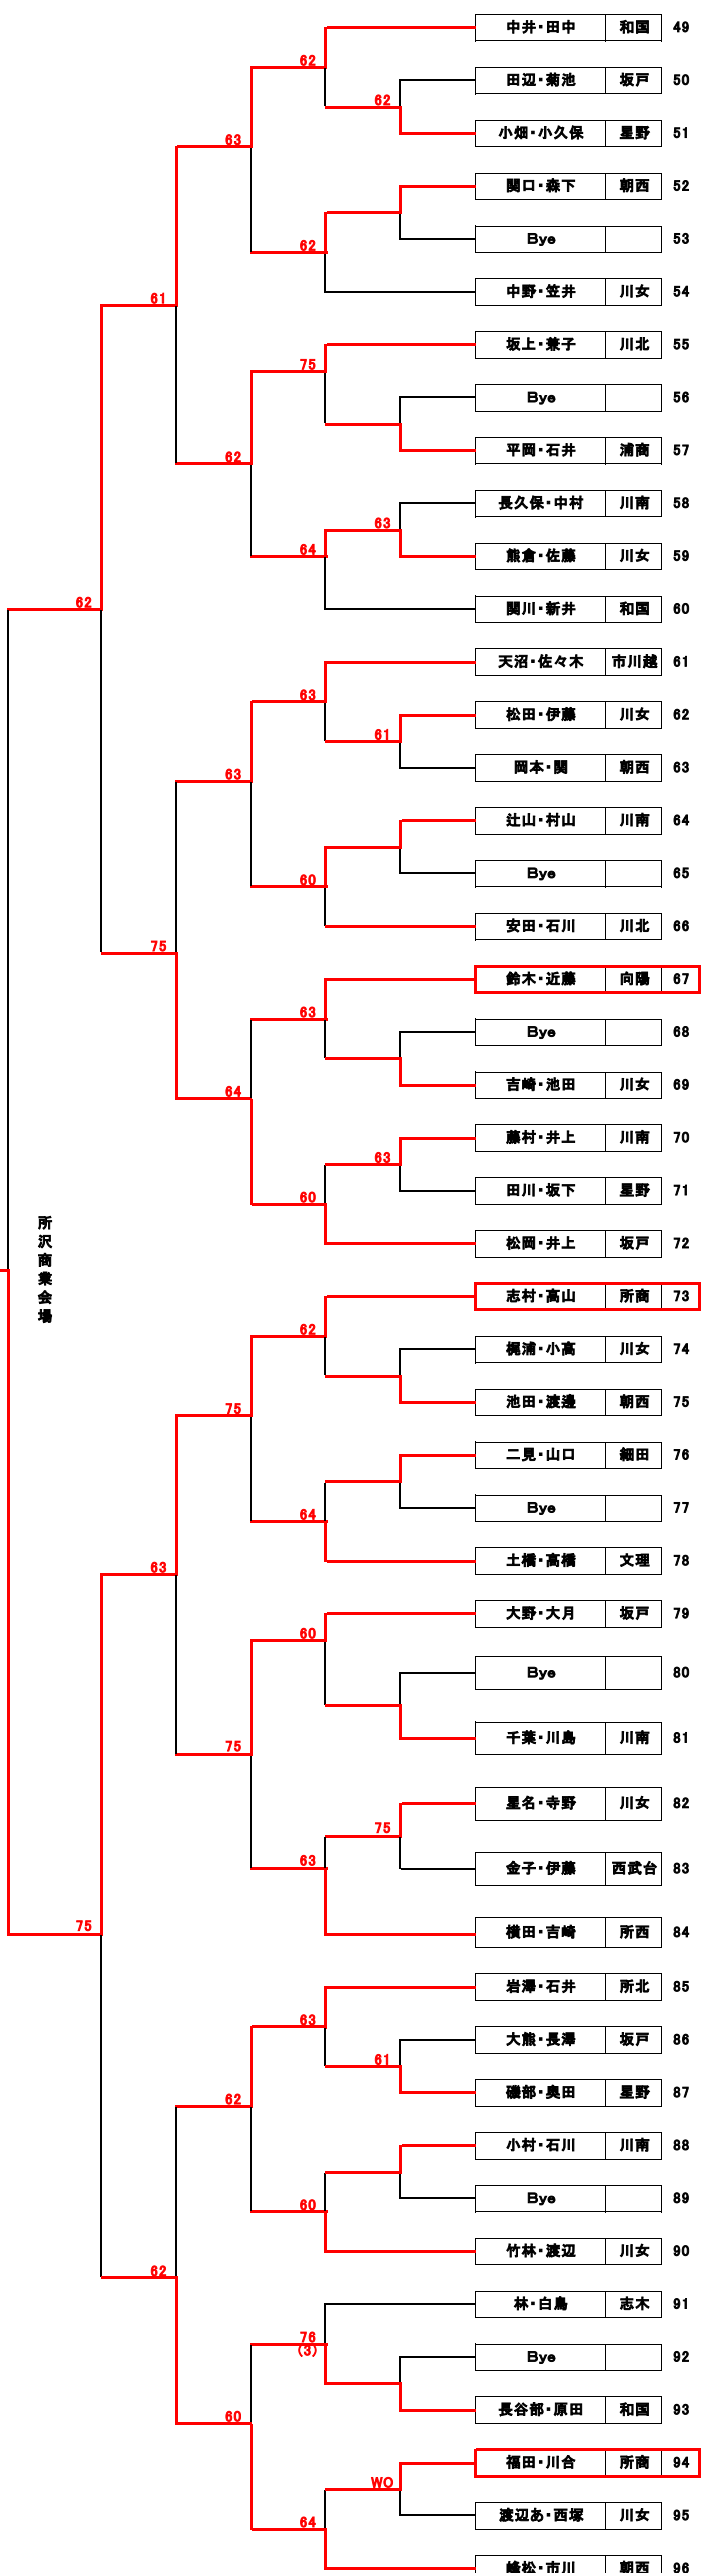 中井・田中 和国 49
62
田辺・菊池 坂戸 50
62
小畑・小久保 星野 51
63
関口・森下 朝西 52
Bye 53
62
中野・笠井 川女 54
61
坂上・兼子 川北 55
75
Bye 56
平岡・石井 浦商 57
62
長久保・中村 川南 58
63
熊倉・佐藤 川女 59
64
関川・新井 和国 60
62
天沼・佐々木 市川越 61
63
松田・伊藤 川女 62
61
岡本・関 朝西 63
63
辻山・村山 川南 64
Bye 65
60
安田・石川 川北 66
75
鈴木・近藤 向陽 67
63
Bye 68
吉崎・池田 川女 69
64
藤村・井上 川南 70
63
田川・坂下 星野 71
60
松岡・井上 坂戸 72
所沢商業会場
志村・高山 所商 73
62
梶浦・小高 川女 74
池田・渡邉 朝西 75
75
二見・山口 細田 76
Bye 77
64
土橋・高橋 文理 78
63
大野・大月 坂戸 79
60
Bye 80
千葉・川島 川南 81
75
星名・寺野 川女 82
75
金子・伊藤 西武台 83
63
横田・吉崎 所西 84
75
岩澤・石井 所北 85
63
大熊・長澤 坂戸 86
61
磯部・奥田 星野 87
62
小村・石川 川南 88
Bye 89
60
竹林・渡辺 川女 90
62
林・白鳥 志木 91
76
(3)
Bye 92
長谷部・原田 和国 93
60
福田・川合 所商 94
WO
渡辺あ・西塚 川女 95
64
峰松・市川 朝西 96